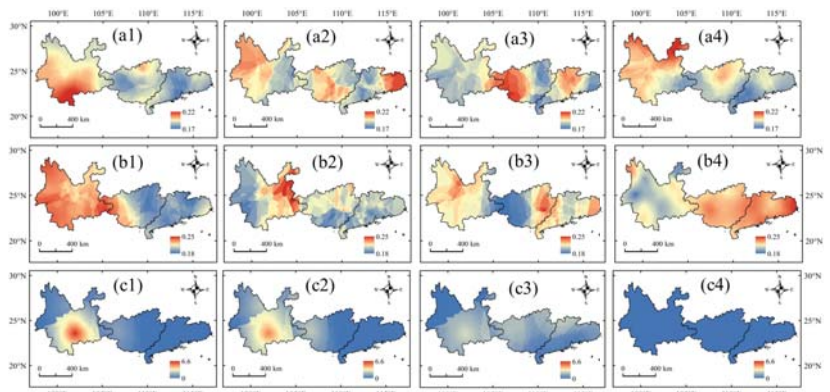 100°E 105°E 110°E 115°E 100°E 105°E 110°E 115°E 100°E 105°E 110°E 115°E 100°E 105°E 110°E 115°E
30°N (a1) (a2) (a3) (a4) 30°N
25°N 25°N
20°N 0 400 km 0.22 0.17 0 400 km 0.22 0.17 0 400 km 0.22 0.17 0 400 km 0.22 0.17 20°N
30°N (b1) (b2) (b3) (b4) 30°N
25°N 25°N
20°N 0 400 km 0.25 0.18 0 400 km 0.25 0.18 0 400 km 0.25 0.18 0 400 km 0.25 0.18 20°N
30°N (c1) (c2) (c3) (c4) 30°N
25°N 25°N
20°N 0 400 km 6.6 0 0 400 km 6.6 0 0 400 km 6.6 0 0 400 km 6.6 0 20°N